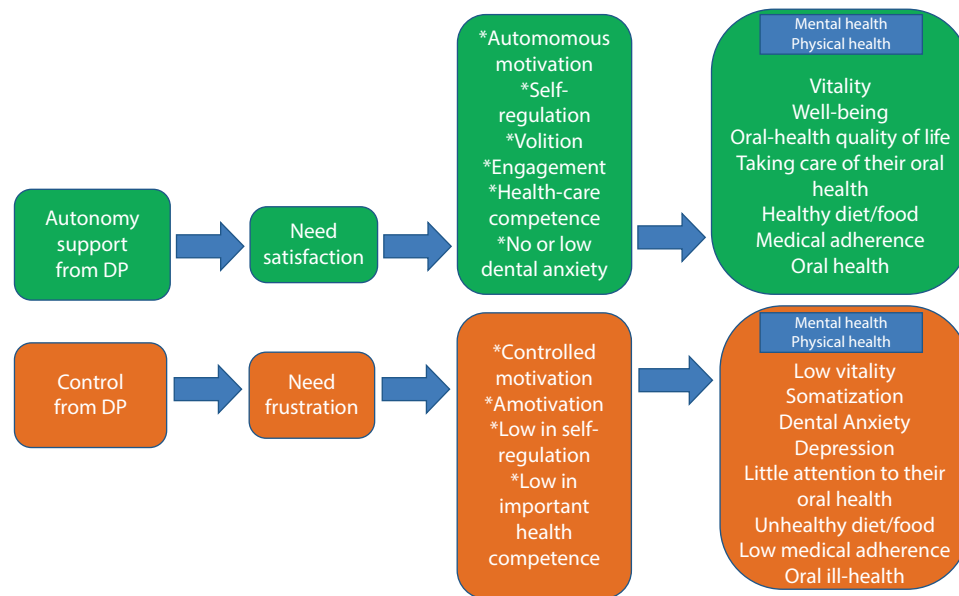 Autonomy
support
from DP
Need
satisfaction
*Automomous
motivation
*Self-
regulation
*Volition
*Engagement
*Health-care
competence
*No or low
dental anxiety
Mental health
Physical health
Vitality
Well-being
Oral-health quality of life
Taking care of their oral
health
Healthy diet/food
Medical adherence
Oral health
Control
from DP
Need
frustration
*Controlled
motivation
*Amotivation
*Low in self-
regulation
*Low in
important
health
competence
Mental health
Physical health
Low vitality
Somatization
Dental Anxiety
Depression
Little attention to their
oral health
Unhealthy diet/food
Low medical adherence
Oral ill-health